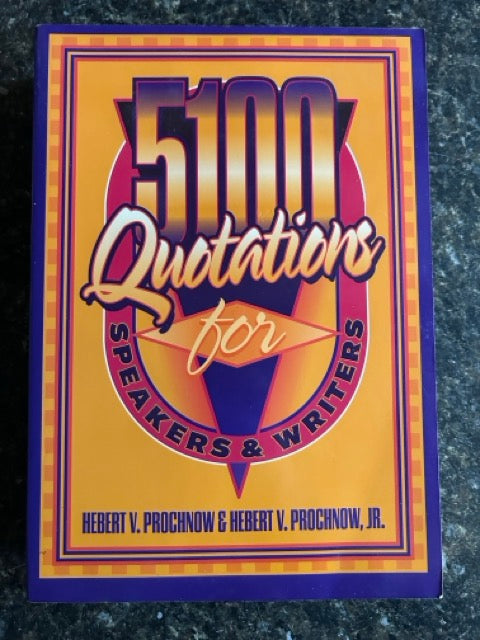 5100
Quotations
for
SPEAKERS & WRITERS
HEBERT V. PROCHNOW & HEBERT V. PROCHNOW, JR.